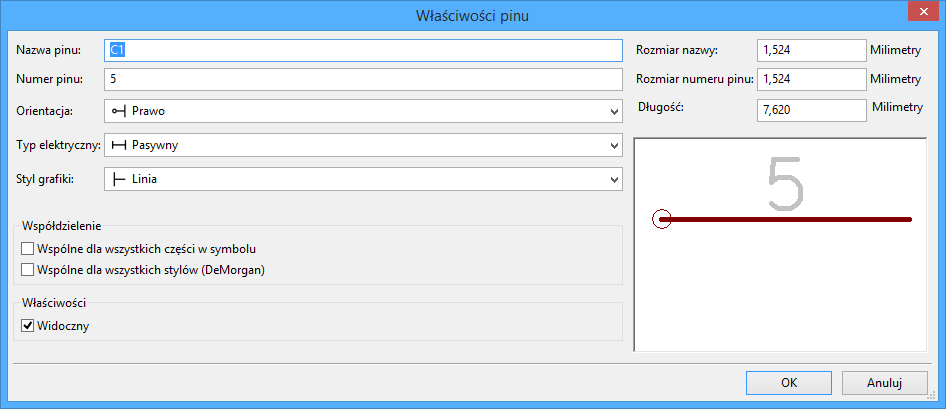 Właściwości pinu
Nazwa pinu: C1
Numer pinu: 5
Orientacja: Prawo
Typ elektryczny: Pasywny
Styl grafiki: Linia
Współdzielenie
Wspólne dla wszystkich części w symbolu
Wspólne dla wszystkich stylów (DeMorgan)
Właściwości
Widoczny
Rozmiar nazwy: 1,524 Milimetry
Rozmiar numeru pinu: 1,524 Milimetry
Długość: 7,620 Milimetry
5
OK Anuluj